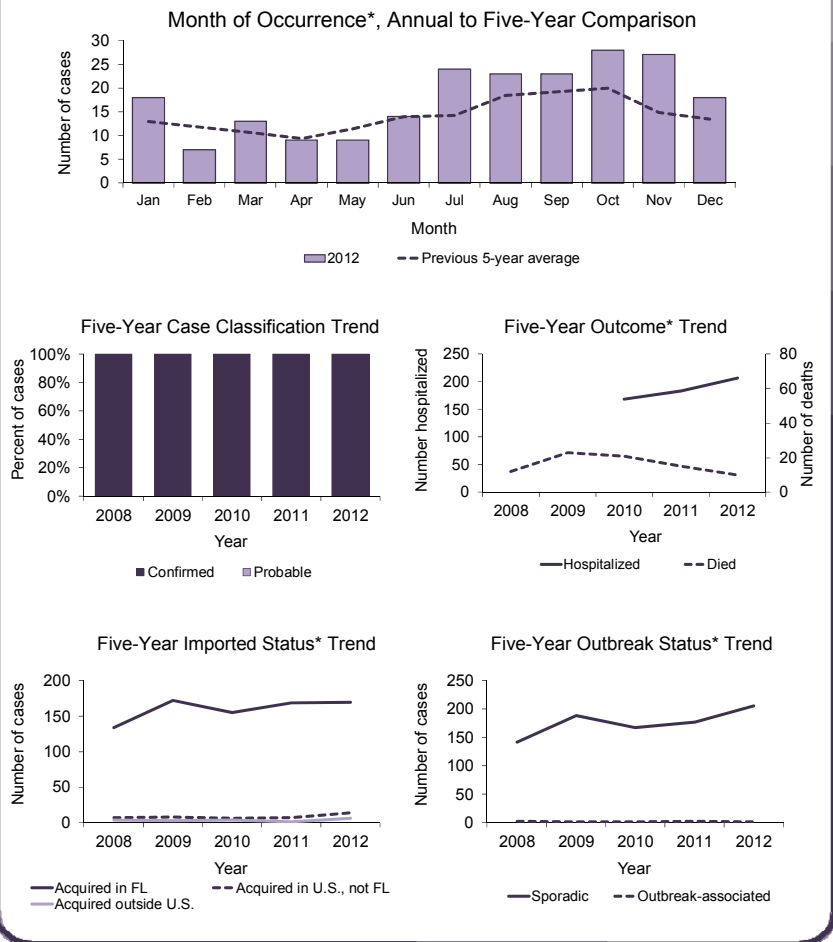 Month of Occurrence*, Annual to Five-Year Comparison
Number of cases
30
25
20
15
10
5
0
Jan Feb Mar Apr May Jun Jul Aug Sep Oct Nov Dec
Month
2012 Previous 5-year average
Five-Year Case Classification Trend
Percent of cases
100%
80%
60%
40%
20%
0%
2008 2009 2010 2011 2012
Year
Confirmed Probable
Five-Year Outcome* Trend
Number hospitalized
250
200
150
100
50
0
80
60
40
20
0
Number of deaths
2008 2009 2010 2011 2012
Year
Hospitalized Died
Five-Year Imported Status* Trend
Number of cases
200
150
100
50
0
2008 2009 2010 2011 2012
Year
Acquired in FL Acquired in U.S., not FL
Acquired outside U.S.
Five-Year Outbreak Status* Trend
Number of cases
250
200
150
100
50
0
2008 2009 2010 2011 2012
Year
Sporadic Outbreak-associated